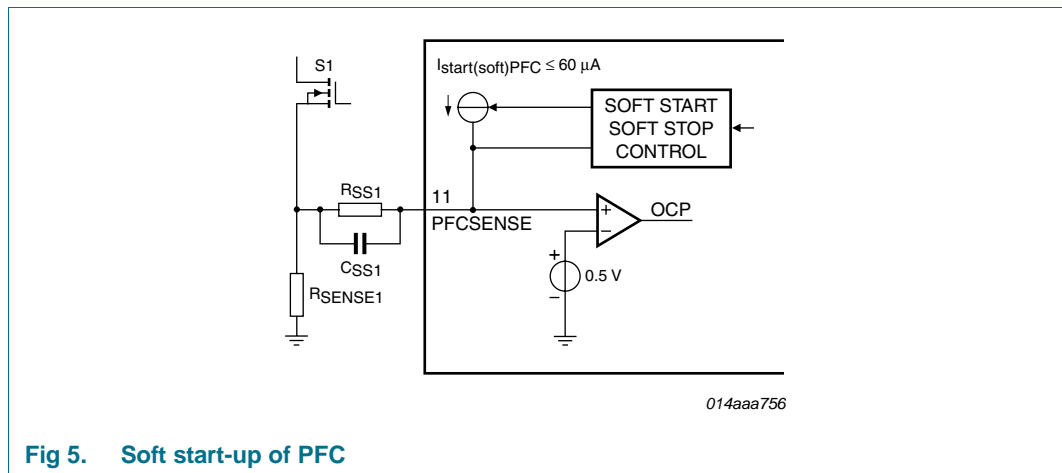 S1
Istart(soft)PFC ≤ 60 μA
SOFT START
SOFT STOP
CONTROL
RSS1
11
PFCSENSE
OCP
CSS1
+
−
+
0.5 V
−
RSENSE1
014aaa756
Fig 5. Soft start-up of PFC